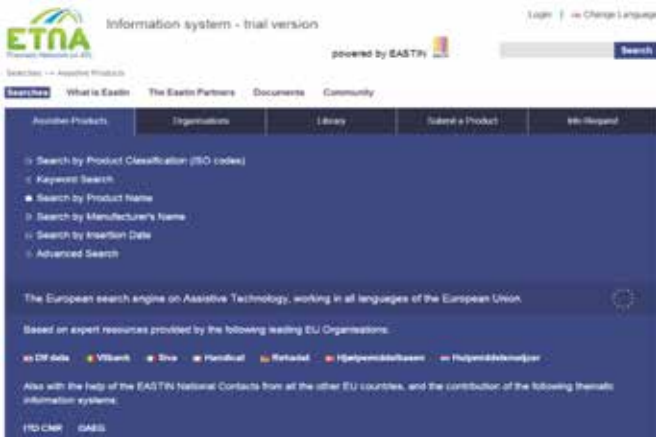 Login | Change Language
ETNA
Information system - trial version
powered by EASTIN
Search
Searches >> Assistive Products
Searches What is Eastin The Eastin Partners Documents Community
Assistive Products Organisations Library Submit a Product Info Request
Search by Product Classification (ISO codes)
Keyword Search
Search by Product Name
Search by Manufacturer's Name
Search by Insertion Date
Advanced Search
The European search engine on Assistive Technology, working in all languages of the European Union
Based on expert resources provided by the following leading EU Organisations:
Dlf data Vlibank Siva Handicat Rehadat Hjælpemiddelbasen Hulpmiddelenwijzer
Also with the help of the EASTIN National Contacts from all the other EU countries, and the contribution of the following thematic
information systems:
ITD CNR OAEG